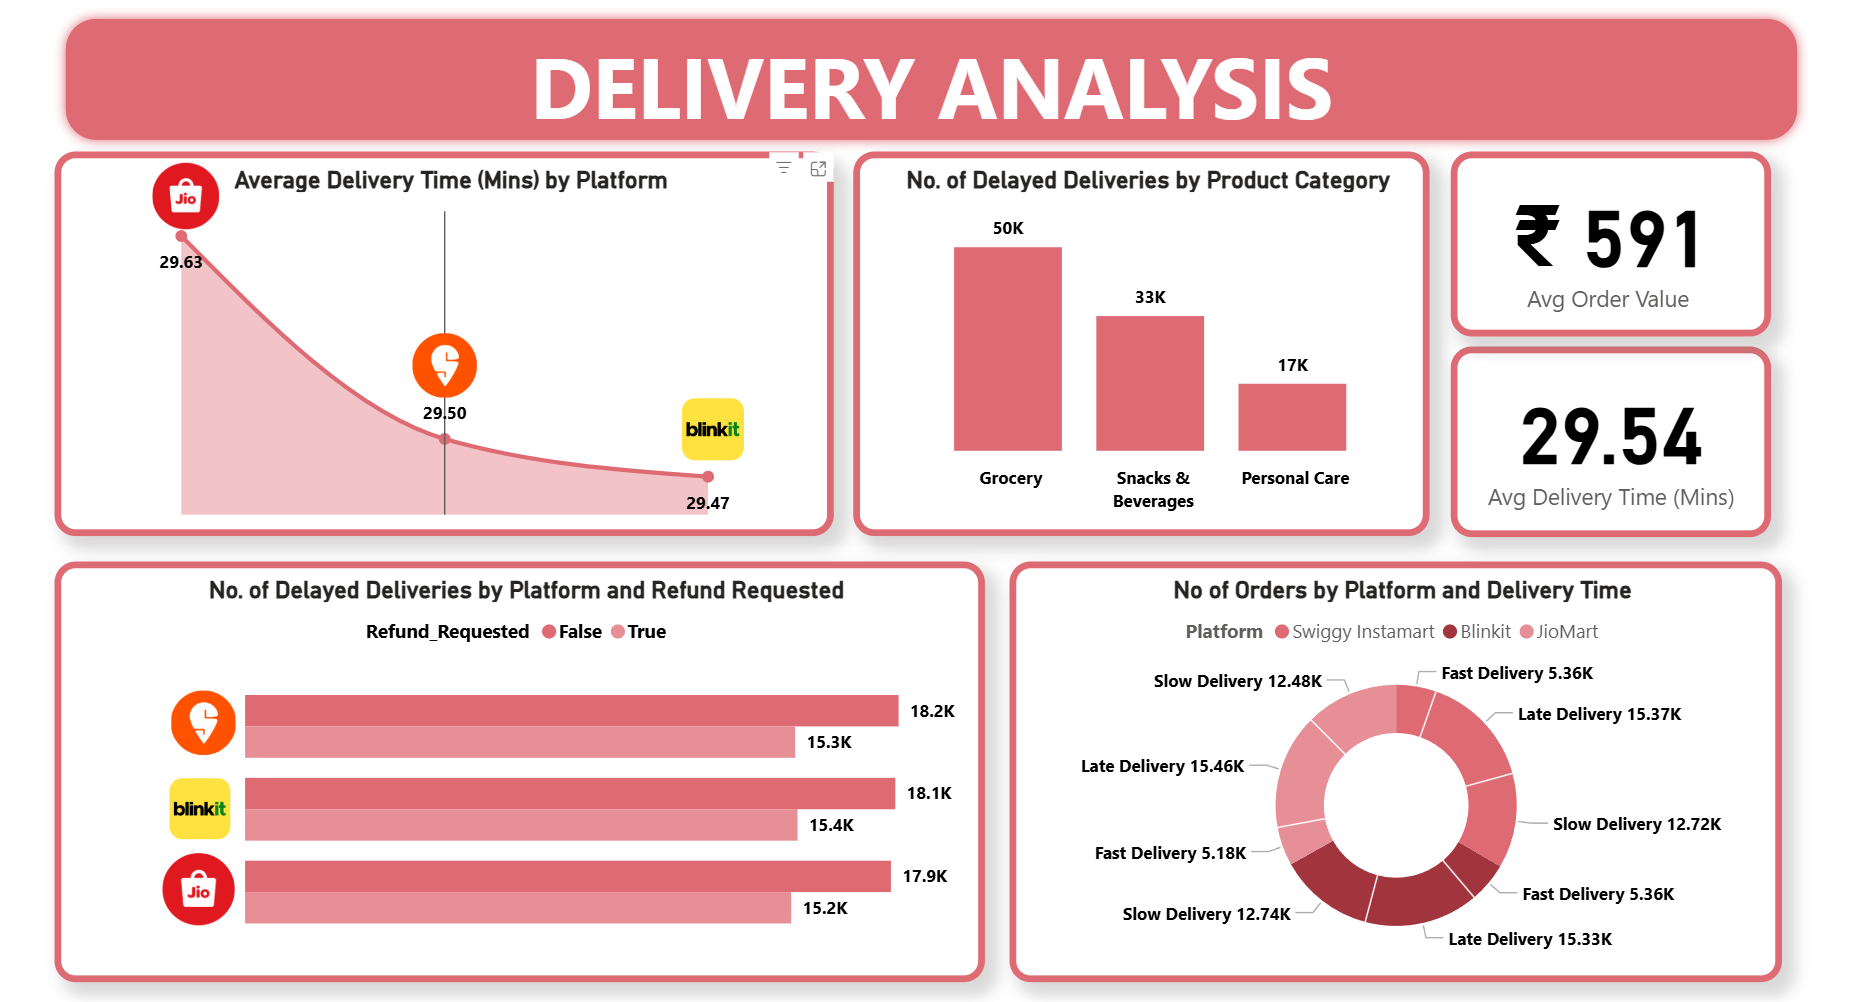 DELIVERY ANALYSIS
Jio
Average Delivery Time (Mins) by Platform
29.63
29.50
blinkit
29.47
No. of Delayed Deliveries by Product Category
50K
33K
17K
Grocery
Snacks &
Beverages
Personal Care
₹ 591
Avg Order Value
29.54
Avg Delivery Time (Mins)
No. of Delayed Deliveries by Platform and Refund Requested
Refund_Requested False True
18.2K
15.3K
blinkit
18.1K
15.4K
Jio
17.9K
15.2K
No of Orders by Platform and Delivery Time
Platform Swiggy Instamart Blinkit JioMart
Fast Delivery 5.36K
Slow Delivery 12.48K
Late Delivery 15.37K
Late Delivery 15.46K
Slow Delivery 12.72K
Fast Delivery 5.18K
Fast Delivery 5.36K
Slow Delivery 12.74K
Late Delivery 15.33K